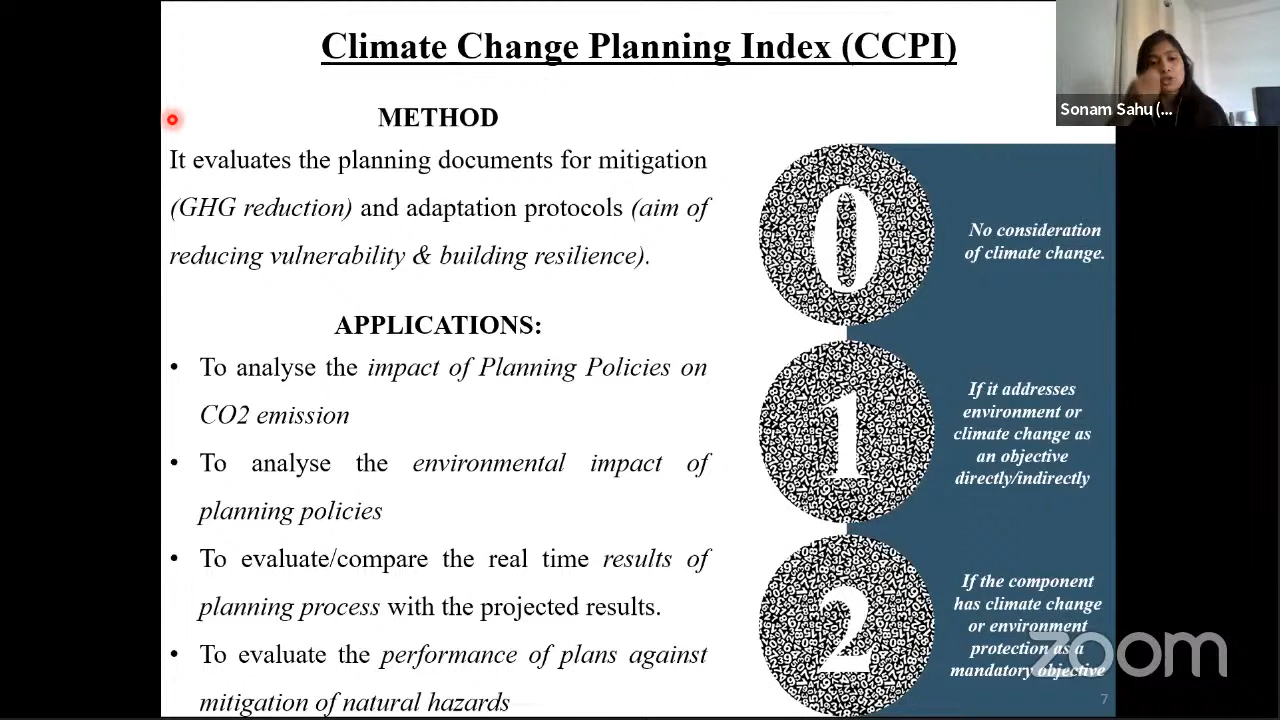 Climate Change Planning Index (CCPI)
Sonam Sahu (...
METHOD
It evaluates the planning documents for mitigation
(GHG reduction) and adaptation protocols (aim of
reducing vulnerability & building resilience).
APPLICATIONS:
• To analyse the impact of Planning Policies on
CO2 emission
• To analyse the environmental impact of
planning policies
• To evaluate/compare the real time results of
planning process with the projected results.
• To evaluate the performance of plans against
mitigation of natural hazards
0
No consideration
of climate change.
1
If it addresses
environment or
climate change as
an objective
directly/indirectly
2
If the component
has climate change
or environment
protection as a
mandatory objective
zoom
7